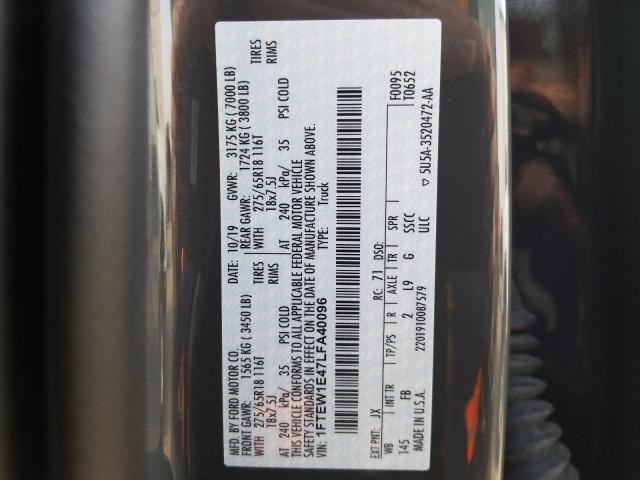 MFD. BY FORD MOTOR CO.
DATE: 10/19
GVWR: 3175 KG ( 7000 LB)
FRONT GAWR: 1565 KG ( 3450 LB)
REAR GAWR: 1724 KG ( 3800 LB)
WITH 275/65R18 116T TIRES
WITH 275/65R18 116T TIRES
18x7.5J RIMS
18x7.5J RIMS
AT 240 kPa/ 35 PSI COLD
AT 240 kPa/ 35 PSI COLD
THIS VEHICLE CONFORMS TO ALL APPLICABLE FEDERAL MOTOR VEHICLE
SAFETY STANDARDS IN EFFECT ON THE DATE OF MANUFACTURE SHOWN ABOVE.
VIN: 1FTEW1E47LFA40096
TYPE: Truck
EXT PNT: JX RC: 71 DSO: F0095
T0652
WB INT TR TP/PS R AXLE TR SPR
145 FB 2 L9 G SSCC
ULC
MADE IN U.S.A. 2201910087579
▽ 5U5A-3520472-AA